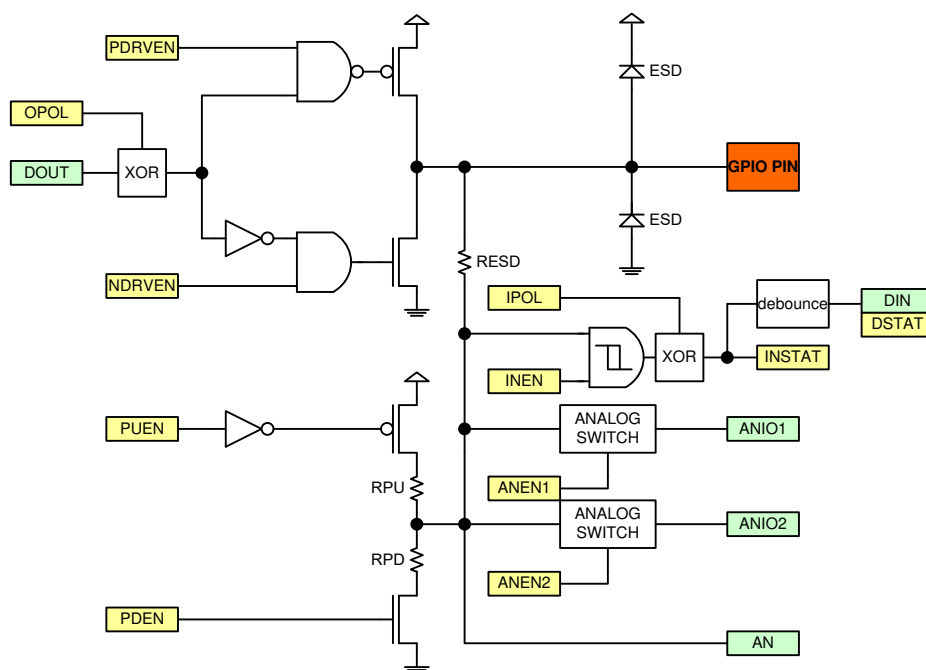 PDRVEN
ESD
OPOL
DOUT
XOR
GPIO PIN
ESD
RESD
NDRVEN
IPOL
debounce
DIN
DSTAT
XOR
INSTAT
INEN
PUEN
ANALOG
SWITCH
ANIO1
RPU
ANEN1
ANALOG
SWITCH
ANIO2
RPD
ANEN2
PDEN
AN